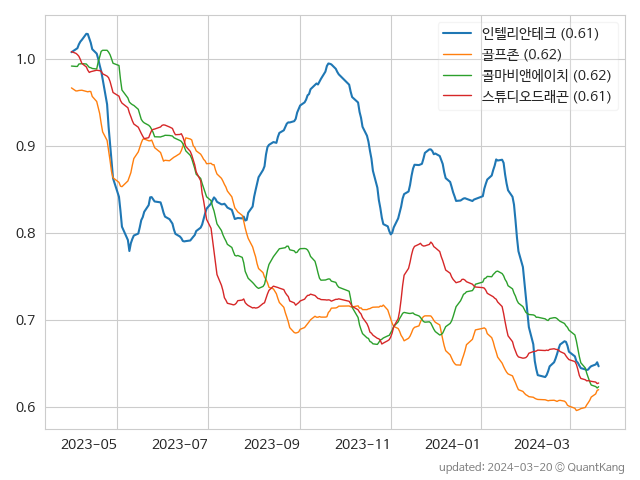 인텔리안테크 (0.61)
골프존 (0.62)
콜마비앤에이치 (0.62)
스튜디오드래곤 (0.61)
1.0
0.9
0.8
0.7
0.6
2023-05 2023-07 2023-09 2023-11 2024-01 2024-03
updated: 2024-03-20 © QuantKang